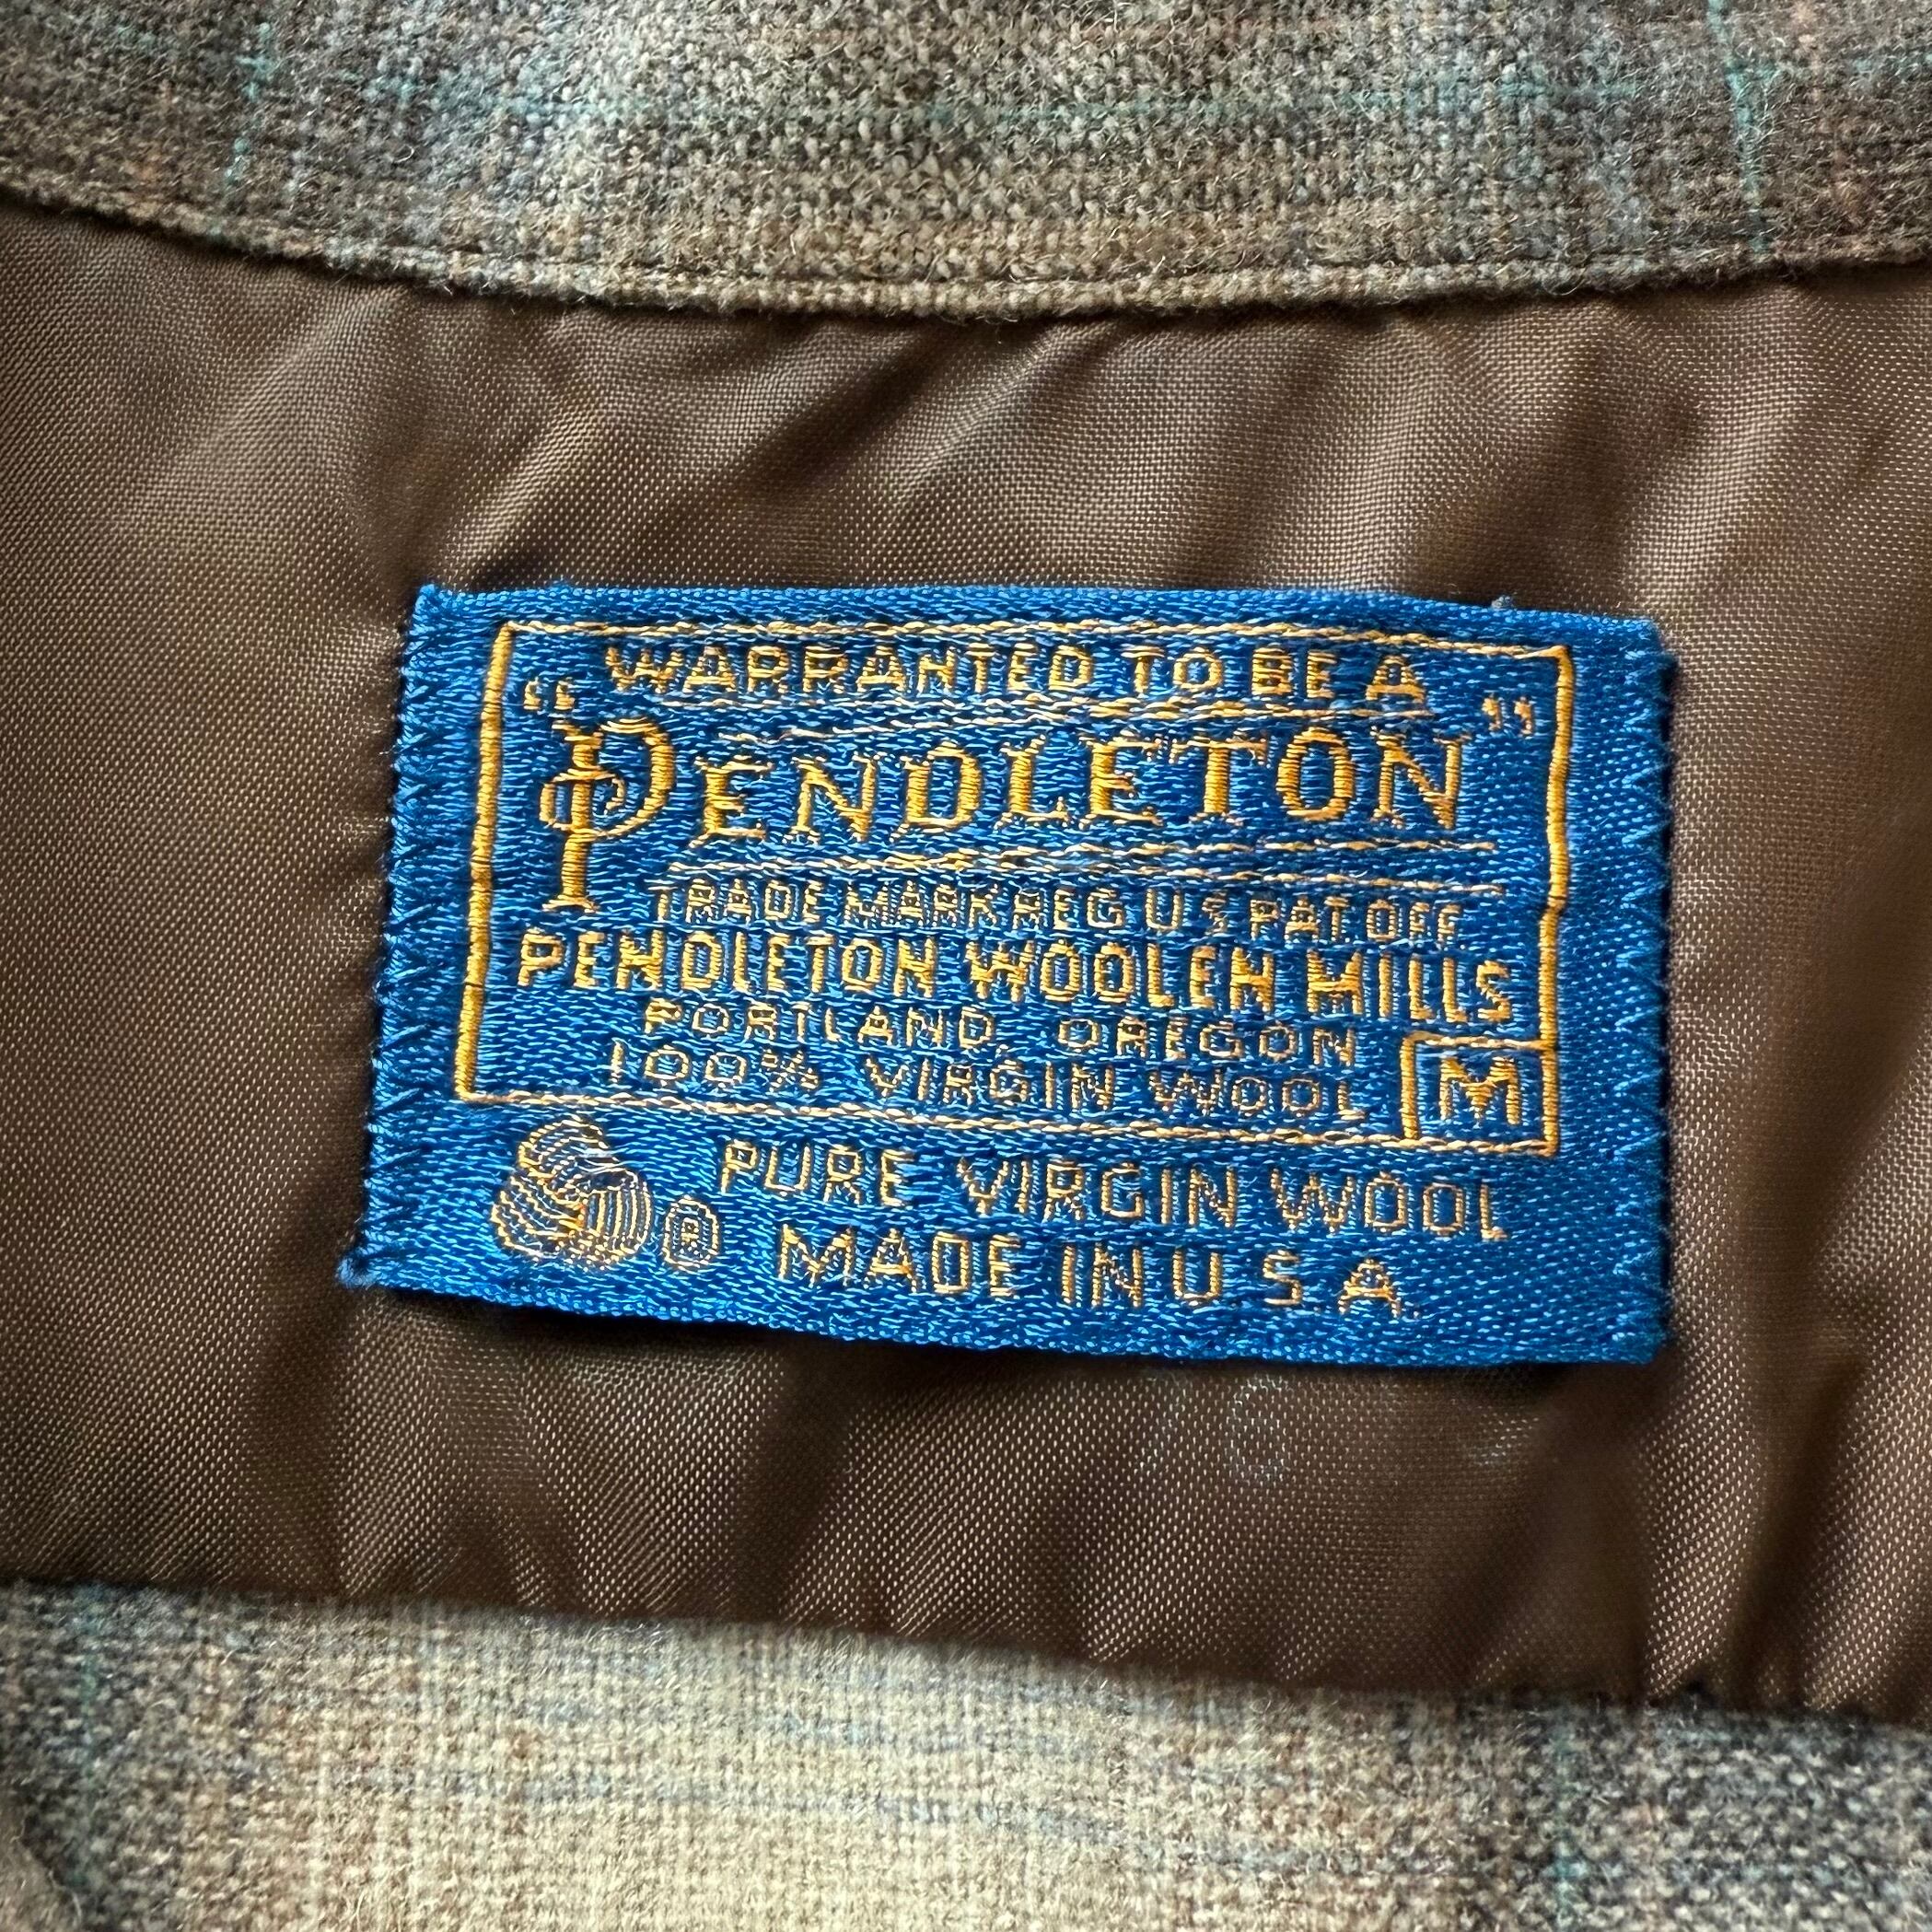 WARRANTED TO BE A
"PENDLETON"
TRADE MARK REG U S PAT OFF.
PENDLETON WOOLEN MILLS
PORTLAND, OREGON
100% VIRGIN WOOL M
® PURE VIRGIN WOOL
MADE IN U.S.A.